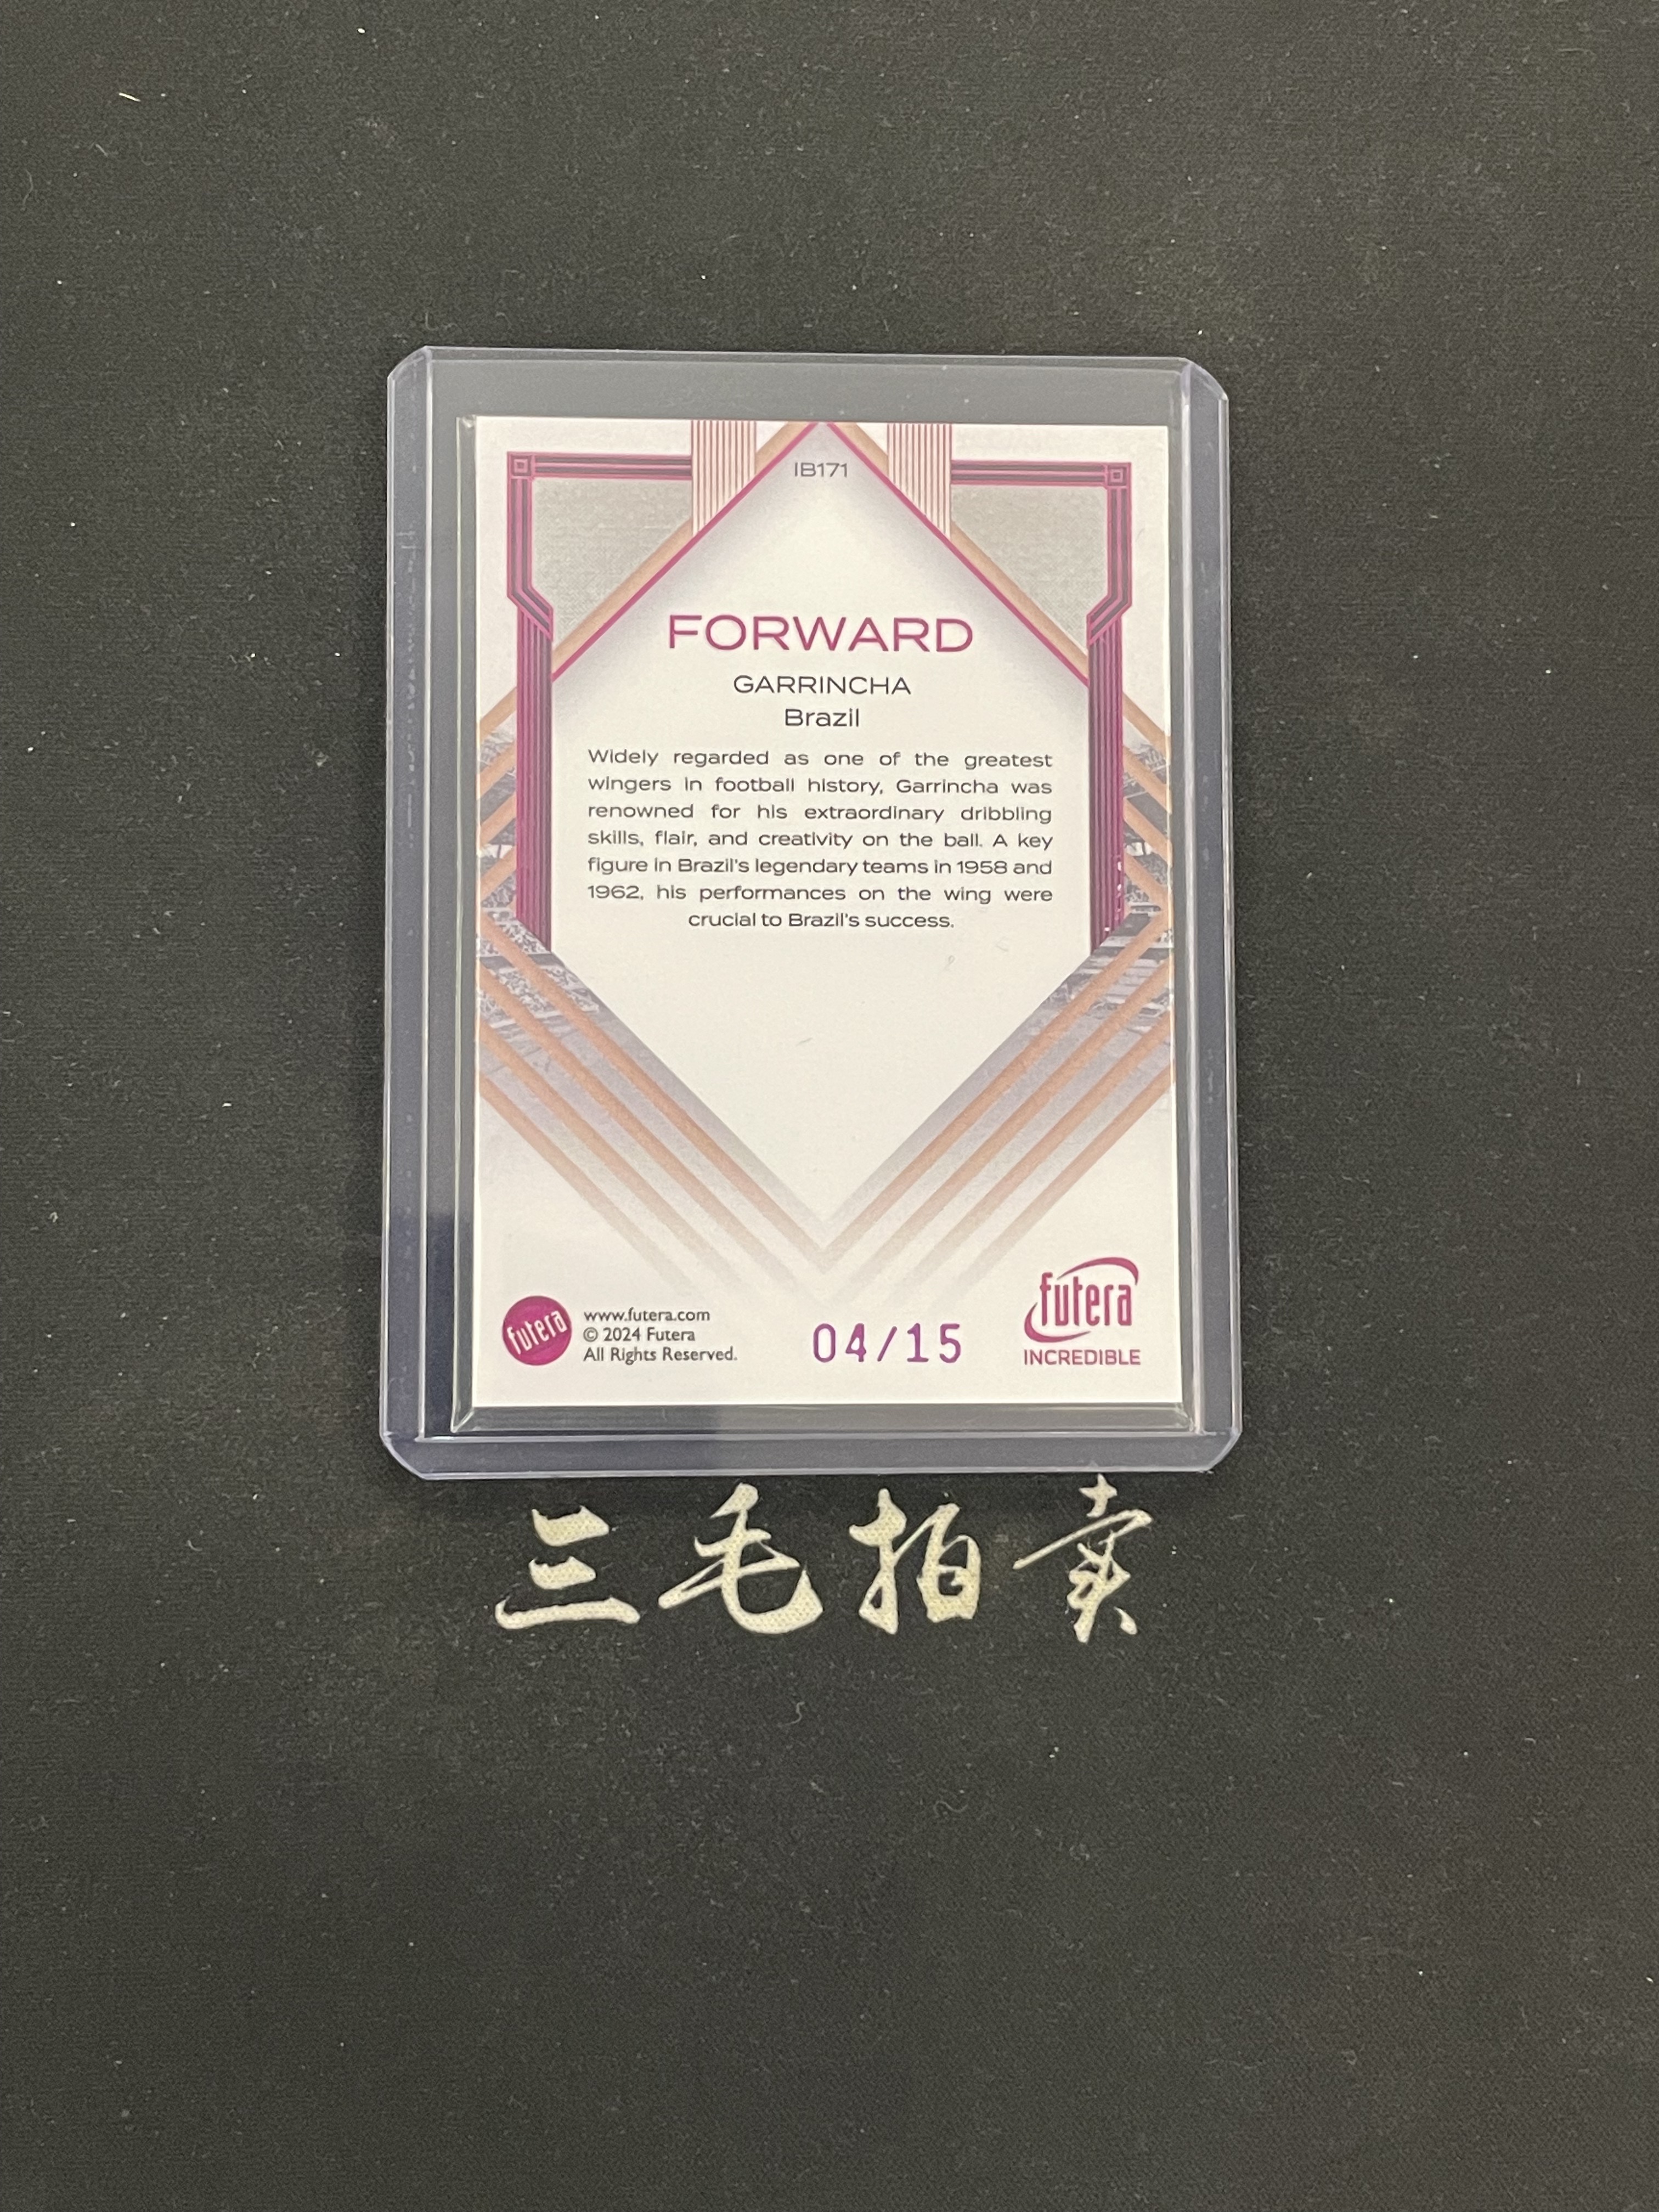 IB171
FORWARD
GARRINCHA
Brazil
Widely regarded as one of the greatest
wingers in football history, Garrincha was
renowned for his extraordinary dribbling
skills, flair, and creativity on the ball. A key
figure in Brazil's legendary teams in 1958 and
1962, his performances on the wing were
crucial to Brazil's success.
futera
www.futera.com
© 2024 Futera
All Rights Reserved.
04/15
futera
INCREDIBLE
三毛拍卖